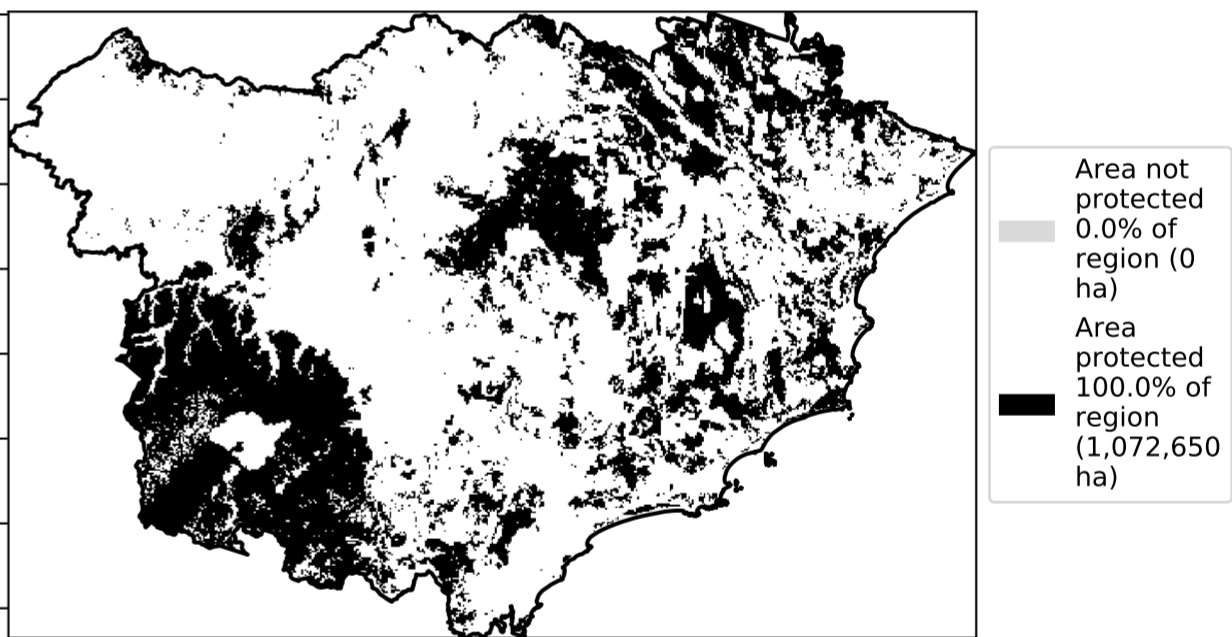 Area not
protected
0.0% of
region (0
ha)
Area
protected
100.0% of
region
(1,072,650
ha)